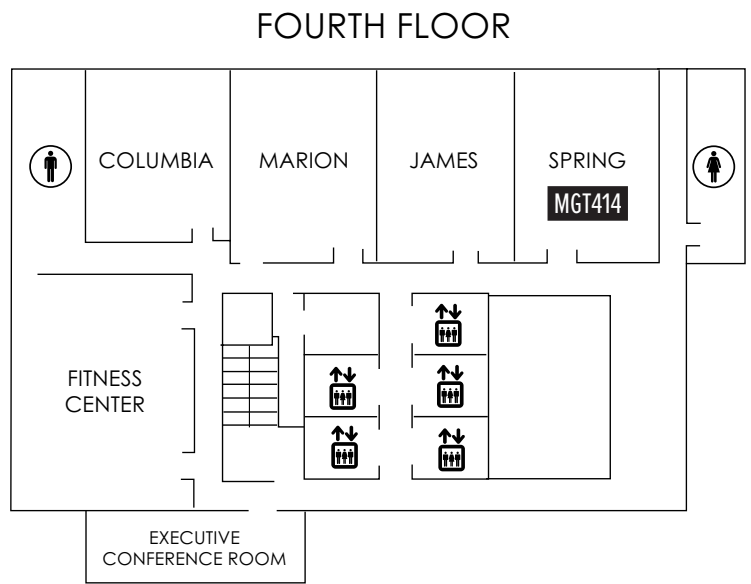 FOURTH FLOOR
COLUMBIA
MARION
JAMES
SPRING
MGT414
FITNESS
CENTER
EXECUTIVE
CONFERENCE ROOM